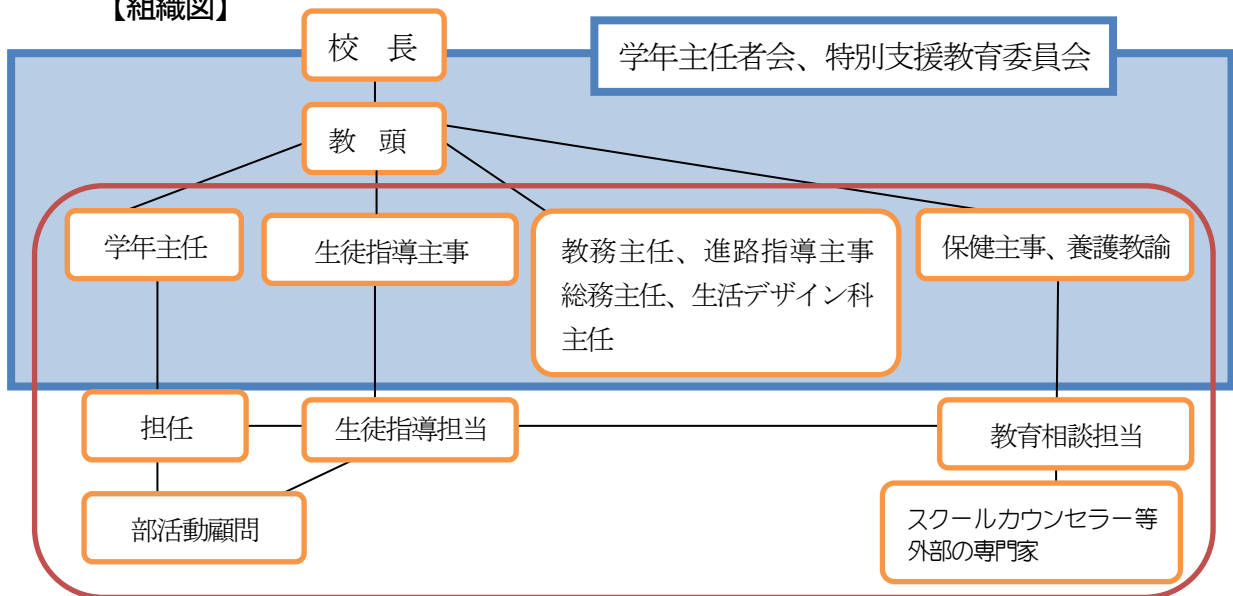 【組織図】
校　長
学年主任者会、特別支援教育委員会
教　頭
学年主任
生徒指導主事
教務主任、進路指導主事
総務主任、生活デザイン科
主任
保健主事、養護教諭
担任
生徒指導担当
教育相談担当
部活動顧問
スクールカウンセラー等
外部の専門家